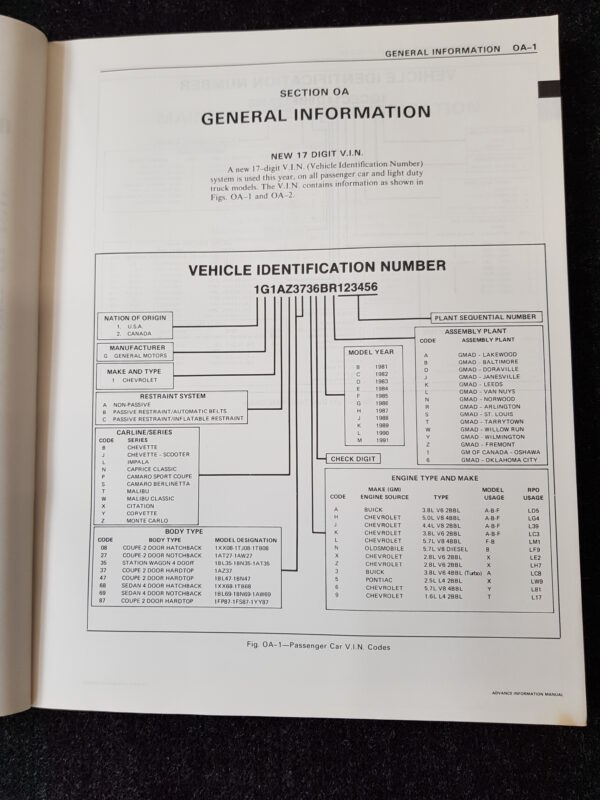 GENERAL INFORMATION OA-1
SECTION OA
GENERAL INFORMATION
NEW 17 DIGIT V.I.N.
A new 17-digit V.I.N. (Vehicle Identification Number)
system is used this year, on all passenger car and light duty
truck models. The V.I.N. contains information as shown in
Figs. OA-1 and OA-2.
VEHICLE IDENTIFICATION NUMBER
1G1AZ3736BR123456
NATION OF ORIGIN
1. U.S.A.
2. CANADA
MANUFACTURER
G GENERAL MOTORS
MAKE AND TYPE
1 CHEVROLET
RESTRAINT SYSTEM
A NON-PASSIVE
B PASSIVE RESTRAINT/AUTOMATIC BELTS
C PASSIVE RESTRAINT/INFLATABLE RESTRAINT
CARLINE/SERIES
CODE SERIES
B CHEVETTE
J CHEVETTE - SCOOTER
L IMPALA
N CAPRICE CLASSIC
P CAMARO SPORT COUPE
S CAMARO BERLINETTA
T MALIBU
W MALIBU CLASSIC
X CITATION
Y CORVETTE
Z MONTE CARLO
BODY TYPE
CODE BODY TYPE MODEL DESIGNATION
08 COUPE 2 DOOR HATCHBACK 1XX08-1TJ08-1TB08
27 COUPE 2 DOOR NOTCHBACK 1AT27-1AW27
35 STATION WAGON 4 DOOR 1BL35-1BN35-1AT35
37 COUPE 2 DOOR HARDTOP 1AZ37
47 COUPE 2 DOOR HARDTOP 1BL47-1BN47
68 SEDAN 4 DOOR HATCHBACK 1XX68-1TB68
69 SEDAN 4 DOOR NOTCHBACK 1BL69-1BN69-1AW69
87 COUPE 2 DOOR HARDTOP 1FP87-1FS87-1YY87
MODEL YEAR
B 1981
C 1982
D 1983
E 1984
F 1985
G 1986
H 1987
J 1988
K 1989
L 1990
M 1991
CHECK DIGIT
PLANT SEQUENTIAL NUMBER
ASSEMBLY PLANT
CODE ASSEMBLY PLANT
A GMAD - LAKEWOOD
B GMAD - BALTIMORE
D GMAD - DORAVILLE
J GMAD - JANESVILLE
K GMAD - LEEDS
L GMAD - VAN NUYS
N GMAD - NORWOOD
R GMAD - ARLINGTON
S GMAD - ST. LOUIS
T GMAD - TARRYTOWN
W GMAD - WILLOW RUN
Y GMAD - WILMINGTON
Z GMAD - FREMONT
1 GM OF CANADA - OSHAWA
6 GMAD - OKLAHOMA CITY
ENGINE TYPE AND MAKE
CODE MAKE (GM) ENGINE SOURCE TYPE MODEL USAGE RPO USAGE
A BUICK 3.8L V6 2BBL A-B-F LD5
H CHEVROLET 5.0L V8 4BBL A-B-F LG4
J CHEVROLET 4.4L V8 2BBL A-B-F L39
K CHEVROLET 3.8L V6 2BBL A-B-F LC3
L CHEVROLET 5.7L V8 4BBL F-B LM1
N OLDSMOBILE 5.7L V8 DIESEL B LF9
X CHEVROLET 2.8L V6 2BBL X LE2
Z CHEVROLET 2.8L V6 2BBL X LH7
3 BUICK 3.8L V6 4BBL (Turbo) A LC8
5 PONTIAC 2.5L L4 2BBL X LW9
6 CHEVROLET 5.7L V8 4BBL Y L81
9 CHEVROLET 1.6L L4 2BBL T L17
Fig. OA-1—Passenger Car V.I.N. Codes
ADVANCE INFORMATION MANUAL